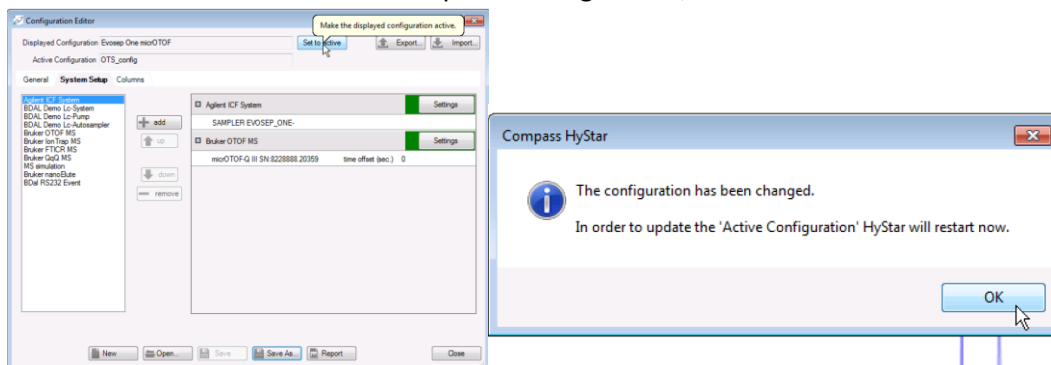 Configuration Editor
Make the displayed configuration active.
Displayed Configuration Evosep One micrOTOF
Set to active
Export...
Import...
Active Configuration OTS_config
General System Setup Columns
Agilent ICF System
BDAL Demo Lc-System
BDAL Demo Lc-Pump
BDAL Demo Lc-Autosampler
Bruker OTOF MS
Bruker Ion Trap MS
Bruker FTICR MS
Bruker QqQ MS
MS simulation
Bruker nanoElute
BDal RS232 Event
add
up
down
remove
Agilent ICF System Settings
SAMPLER EVOSEP_ONE-
Bruker OTOF MS Settings
micrOTOF-Q III SN:8228888.20359 time offset (sec.) 0
New Open... Save Save As... Report Close
Compass HyStar
The configuration has been changed.
In order to update the 'Active Configuration' HyStar will restart now.
OK